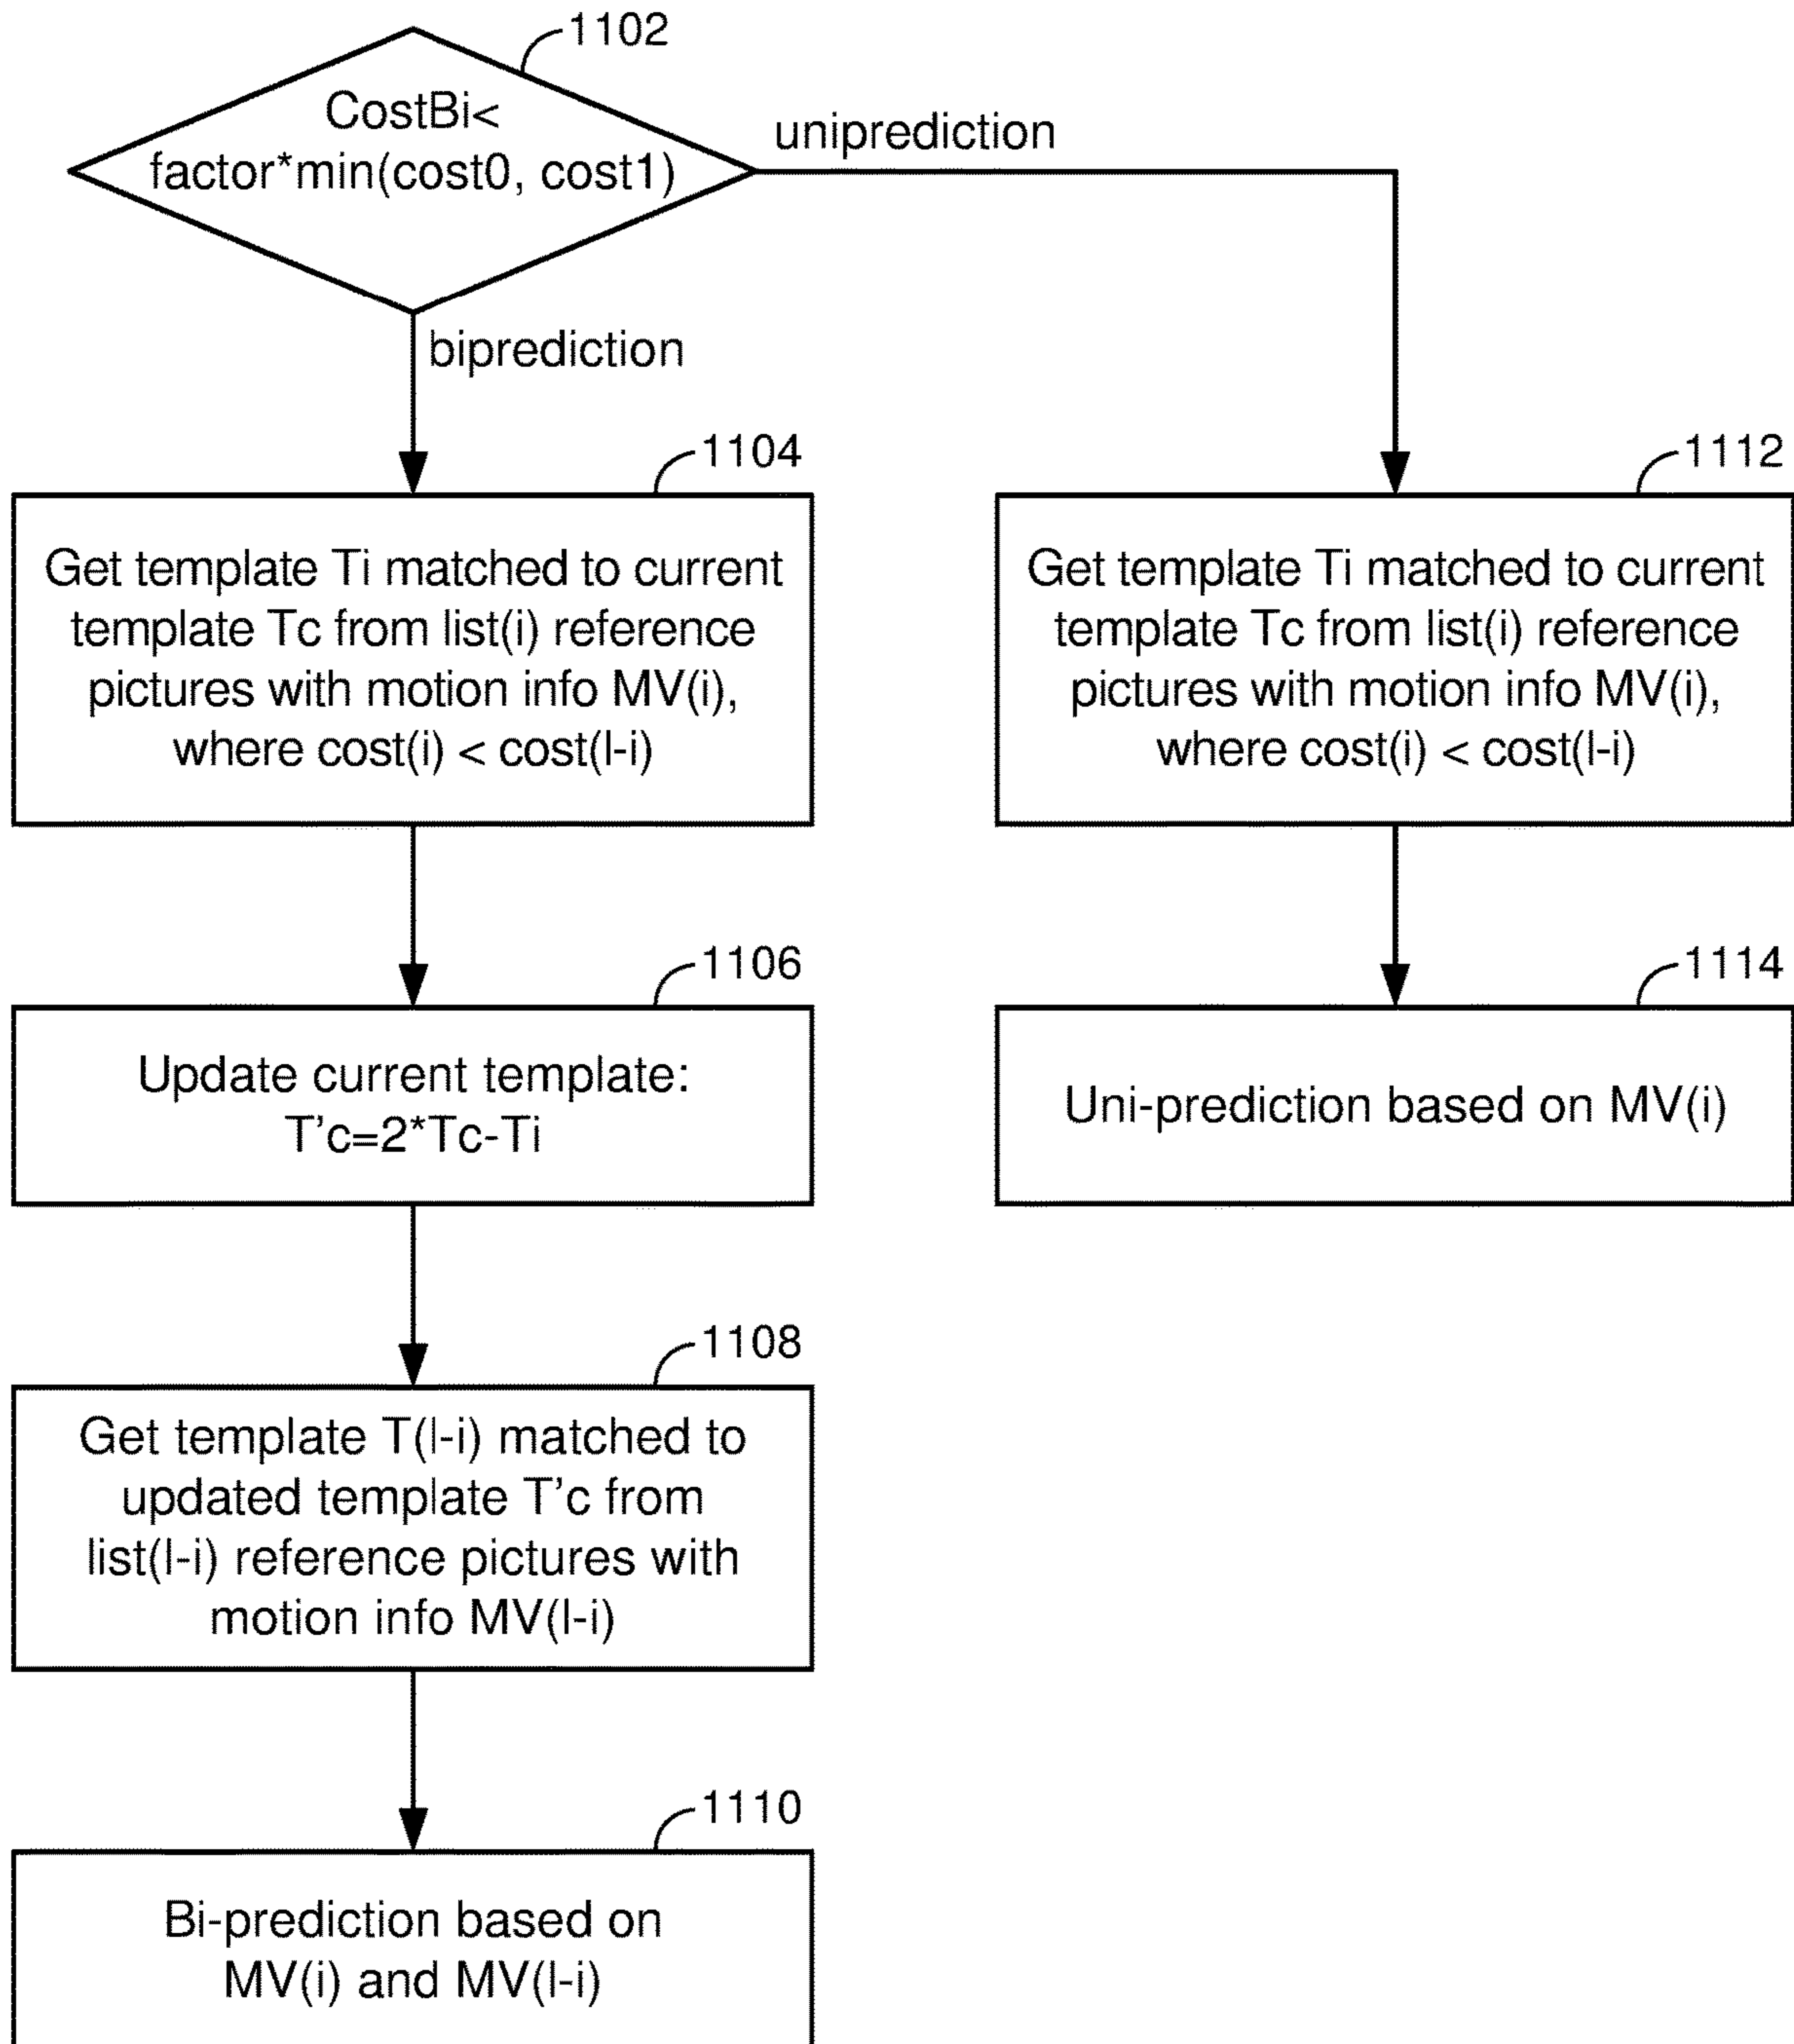 1102
CostBi<
factor*min(cost0, cost1)
uniprediction
biprediction
1104
Get template Ti matched to current
template Tc from list(i) reference
pictures with motion info MV(i),
where cost(i) < cost(l-i)
1112
Get template Ti matched to current
template Tc from list(i) reference
pictures with motion info MV(i),
where cost(i) < cost(l-i)
1106
Update current template:
T'c=2*Tc-Ti
1114
Uni-prediction based on MV(i)
1108
Get template T(l-i) matched to
updated template T'c from
list(l-i) reference pictures with
motion info MV(l-i)
1110
Bi-prediction based on
MV(i) and MV(l-i)